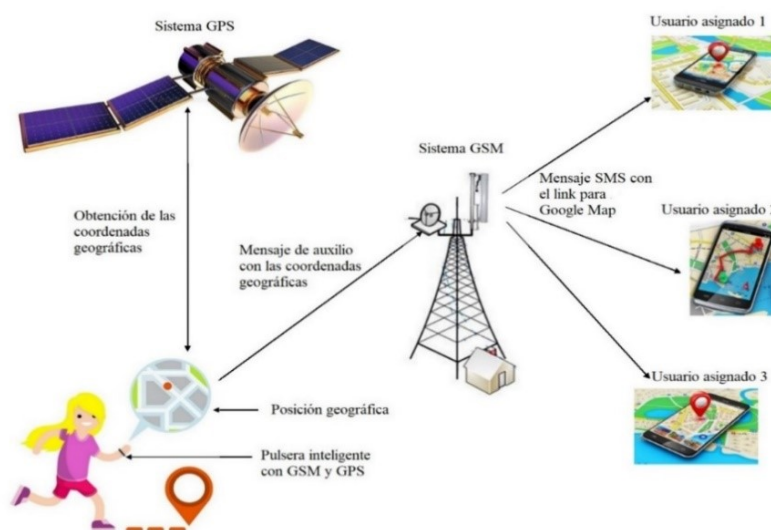 Sistema GPS
Usuario asignado 1
Sistema GSM
Mensaje SMS con
el link para
Google Map
Usuario asignado
Obtención de las
coordenadas
geográficas
Mensaje de auxilio
con las coordenadas
geográficas
Usuario asignado 3
Posición geográfica
Pulsera inteligente
con GSM y GPS